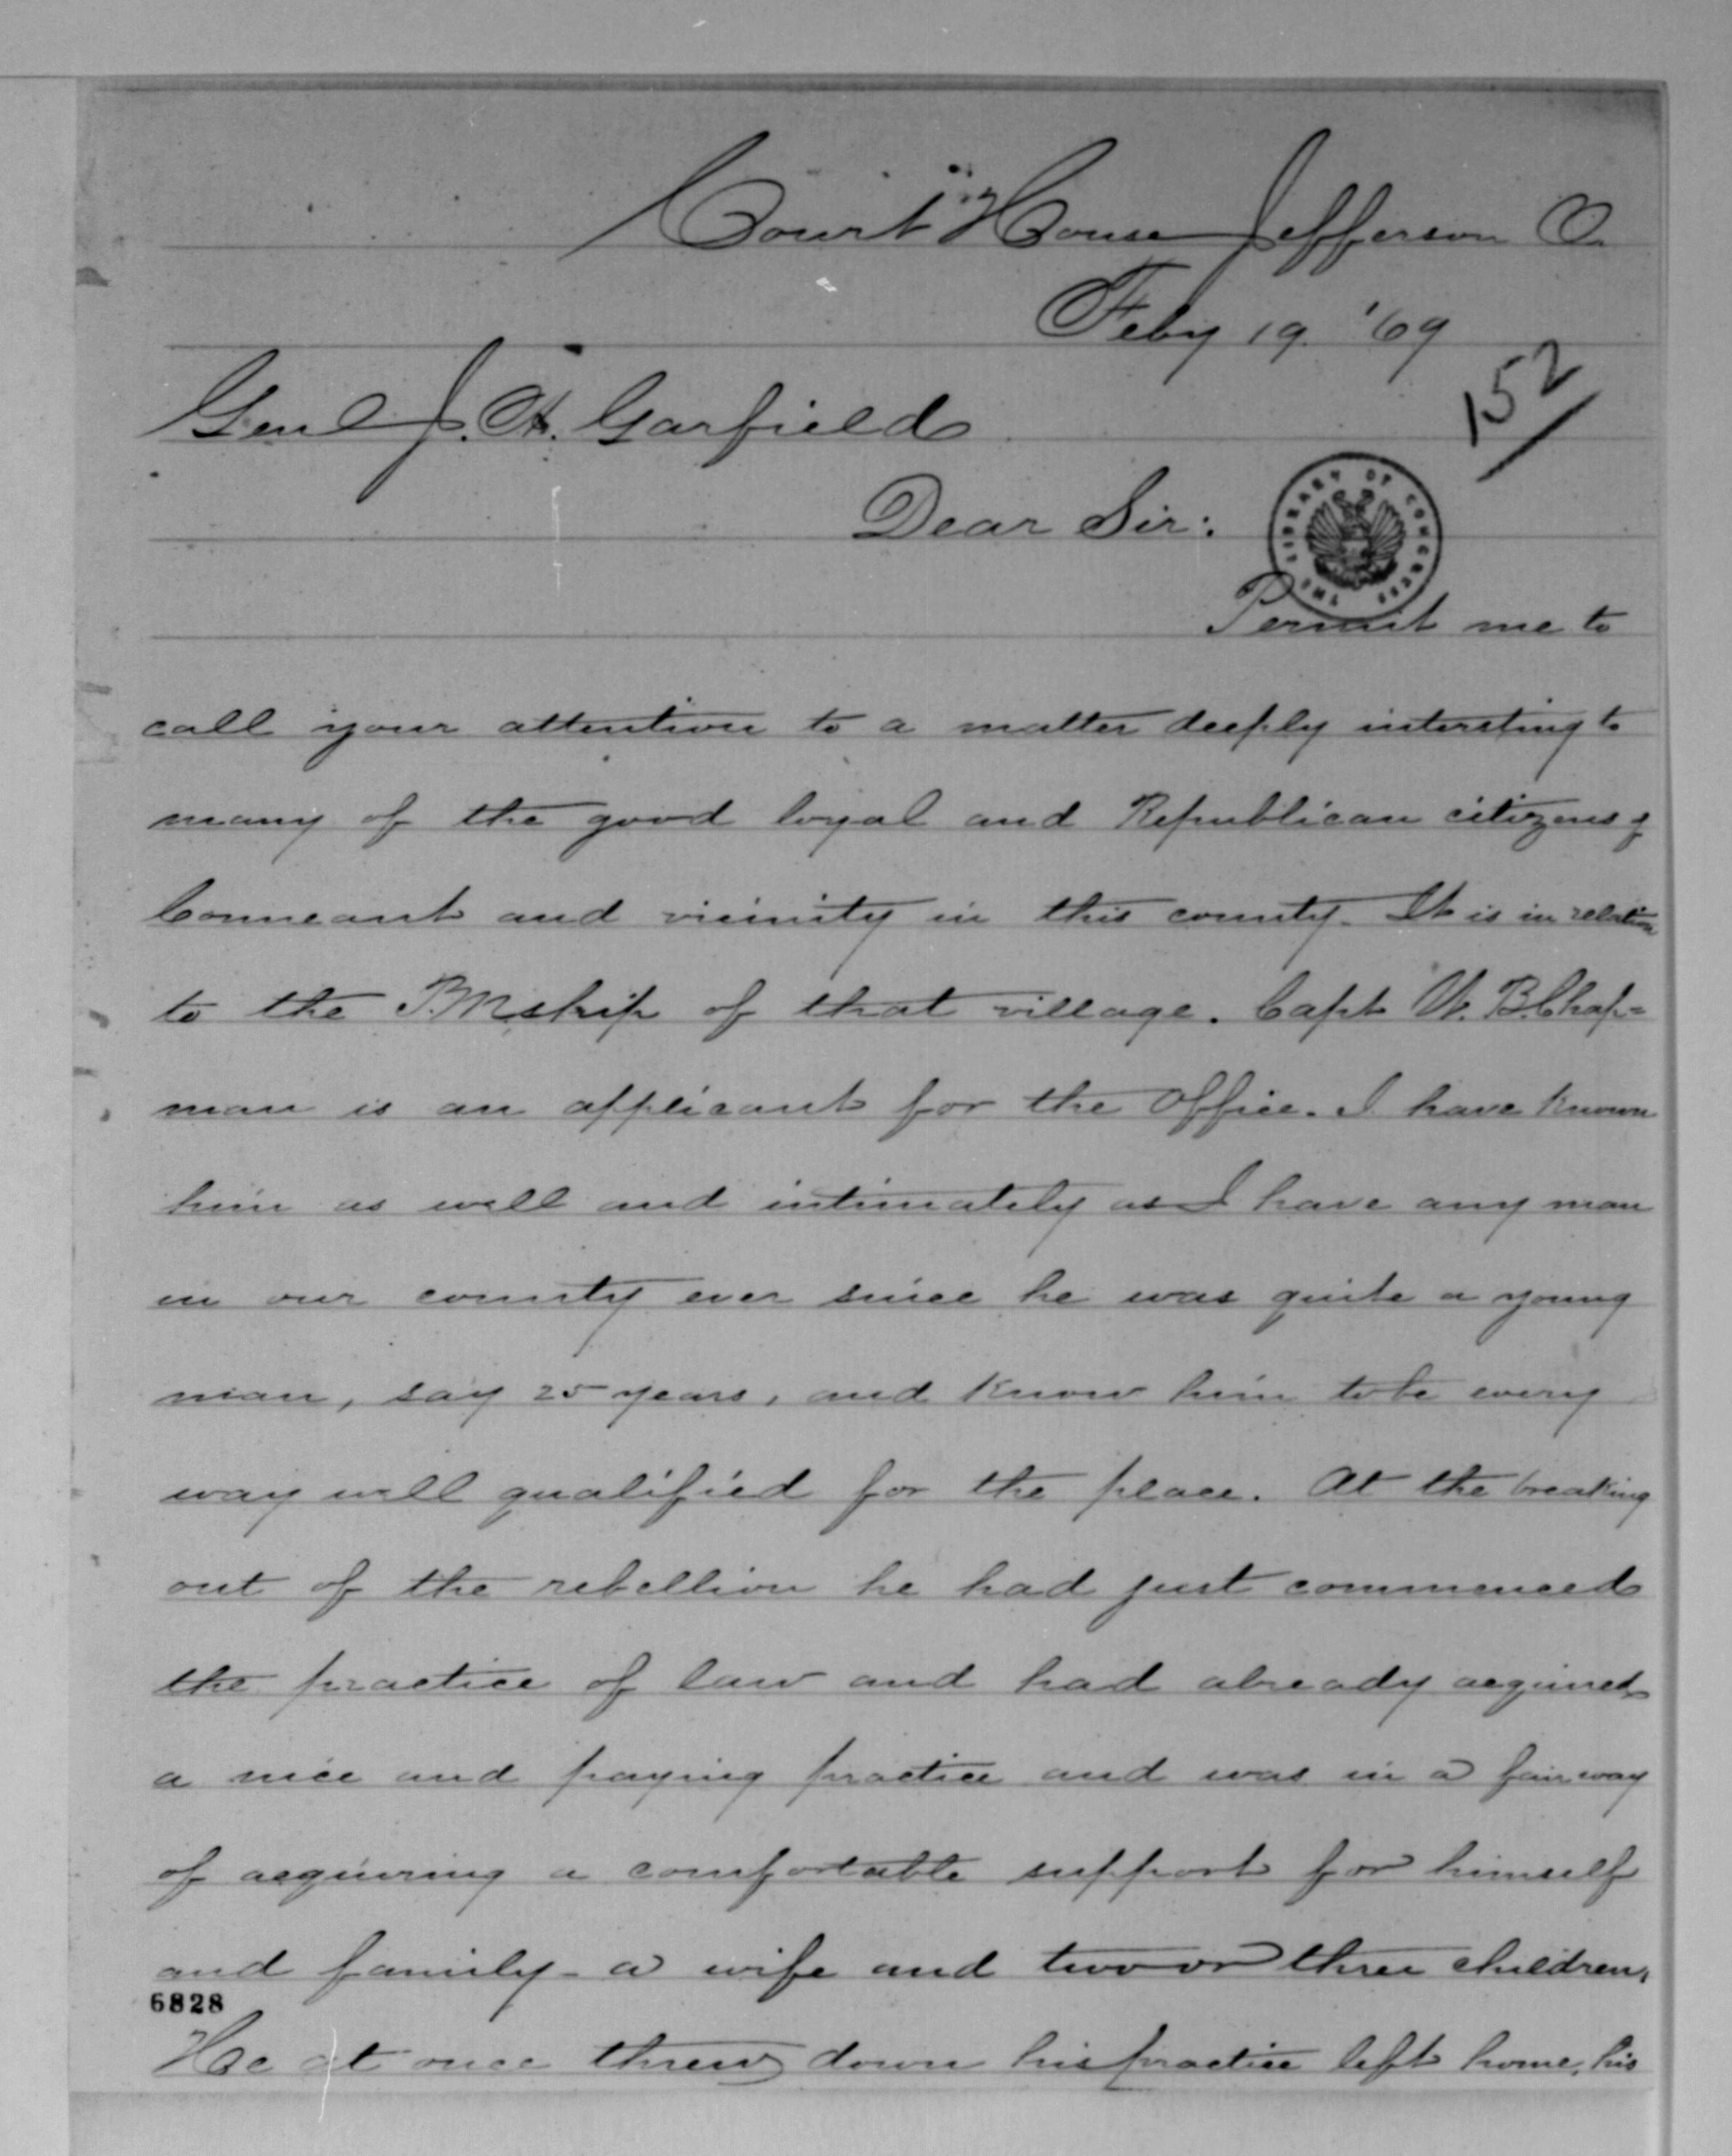 Court House Jefferson O.
Feby 19. '69
152
Genl J. A. Garfield
Dear Sir:
THE LIBRARY OF CONGRESS
Permit me to
call your attention to a matter deeply intersting to
many of the good loyal and Republican citizens of
Conneaut and vicinity in this county. It is in relation
to the P.Mship of that village. Capt W. B. Chap=
man is an applicant for the office. I have known
him as well and intimately as I have any man
in our county ever since he was quite a young
man, say 25 years, and know him to be every
way well qualified for the place. At the breaking
out of the rebellion he had just commenced
the practice of law and had already acquired
a nice and paying practice and was in a fair way
of acquiring a comfortable support for himself
and family - a wife and two or three children,
6828
He at once threw down his practice left home, his